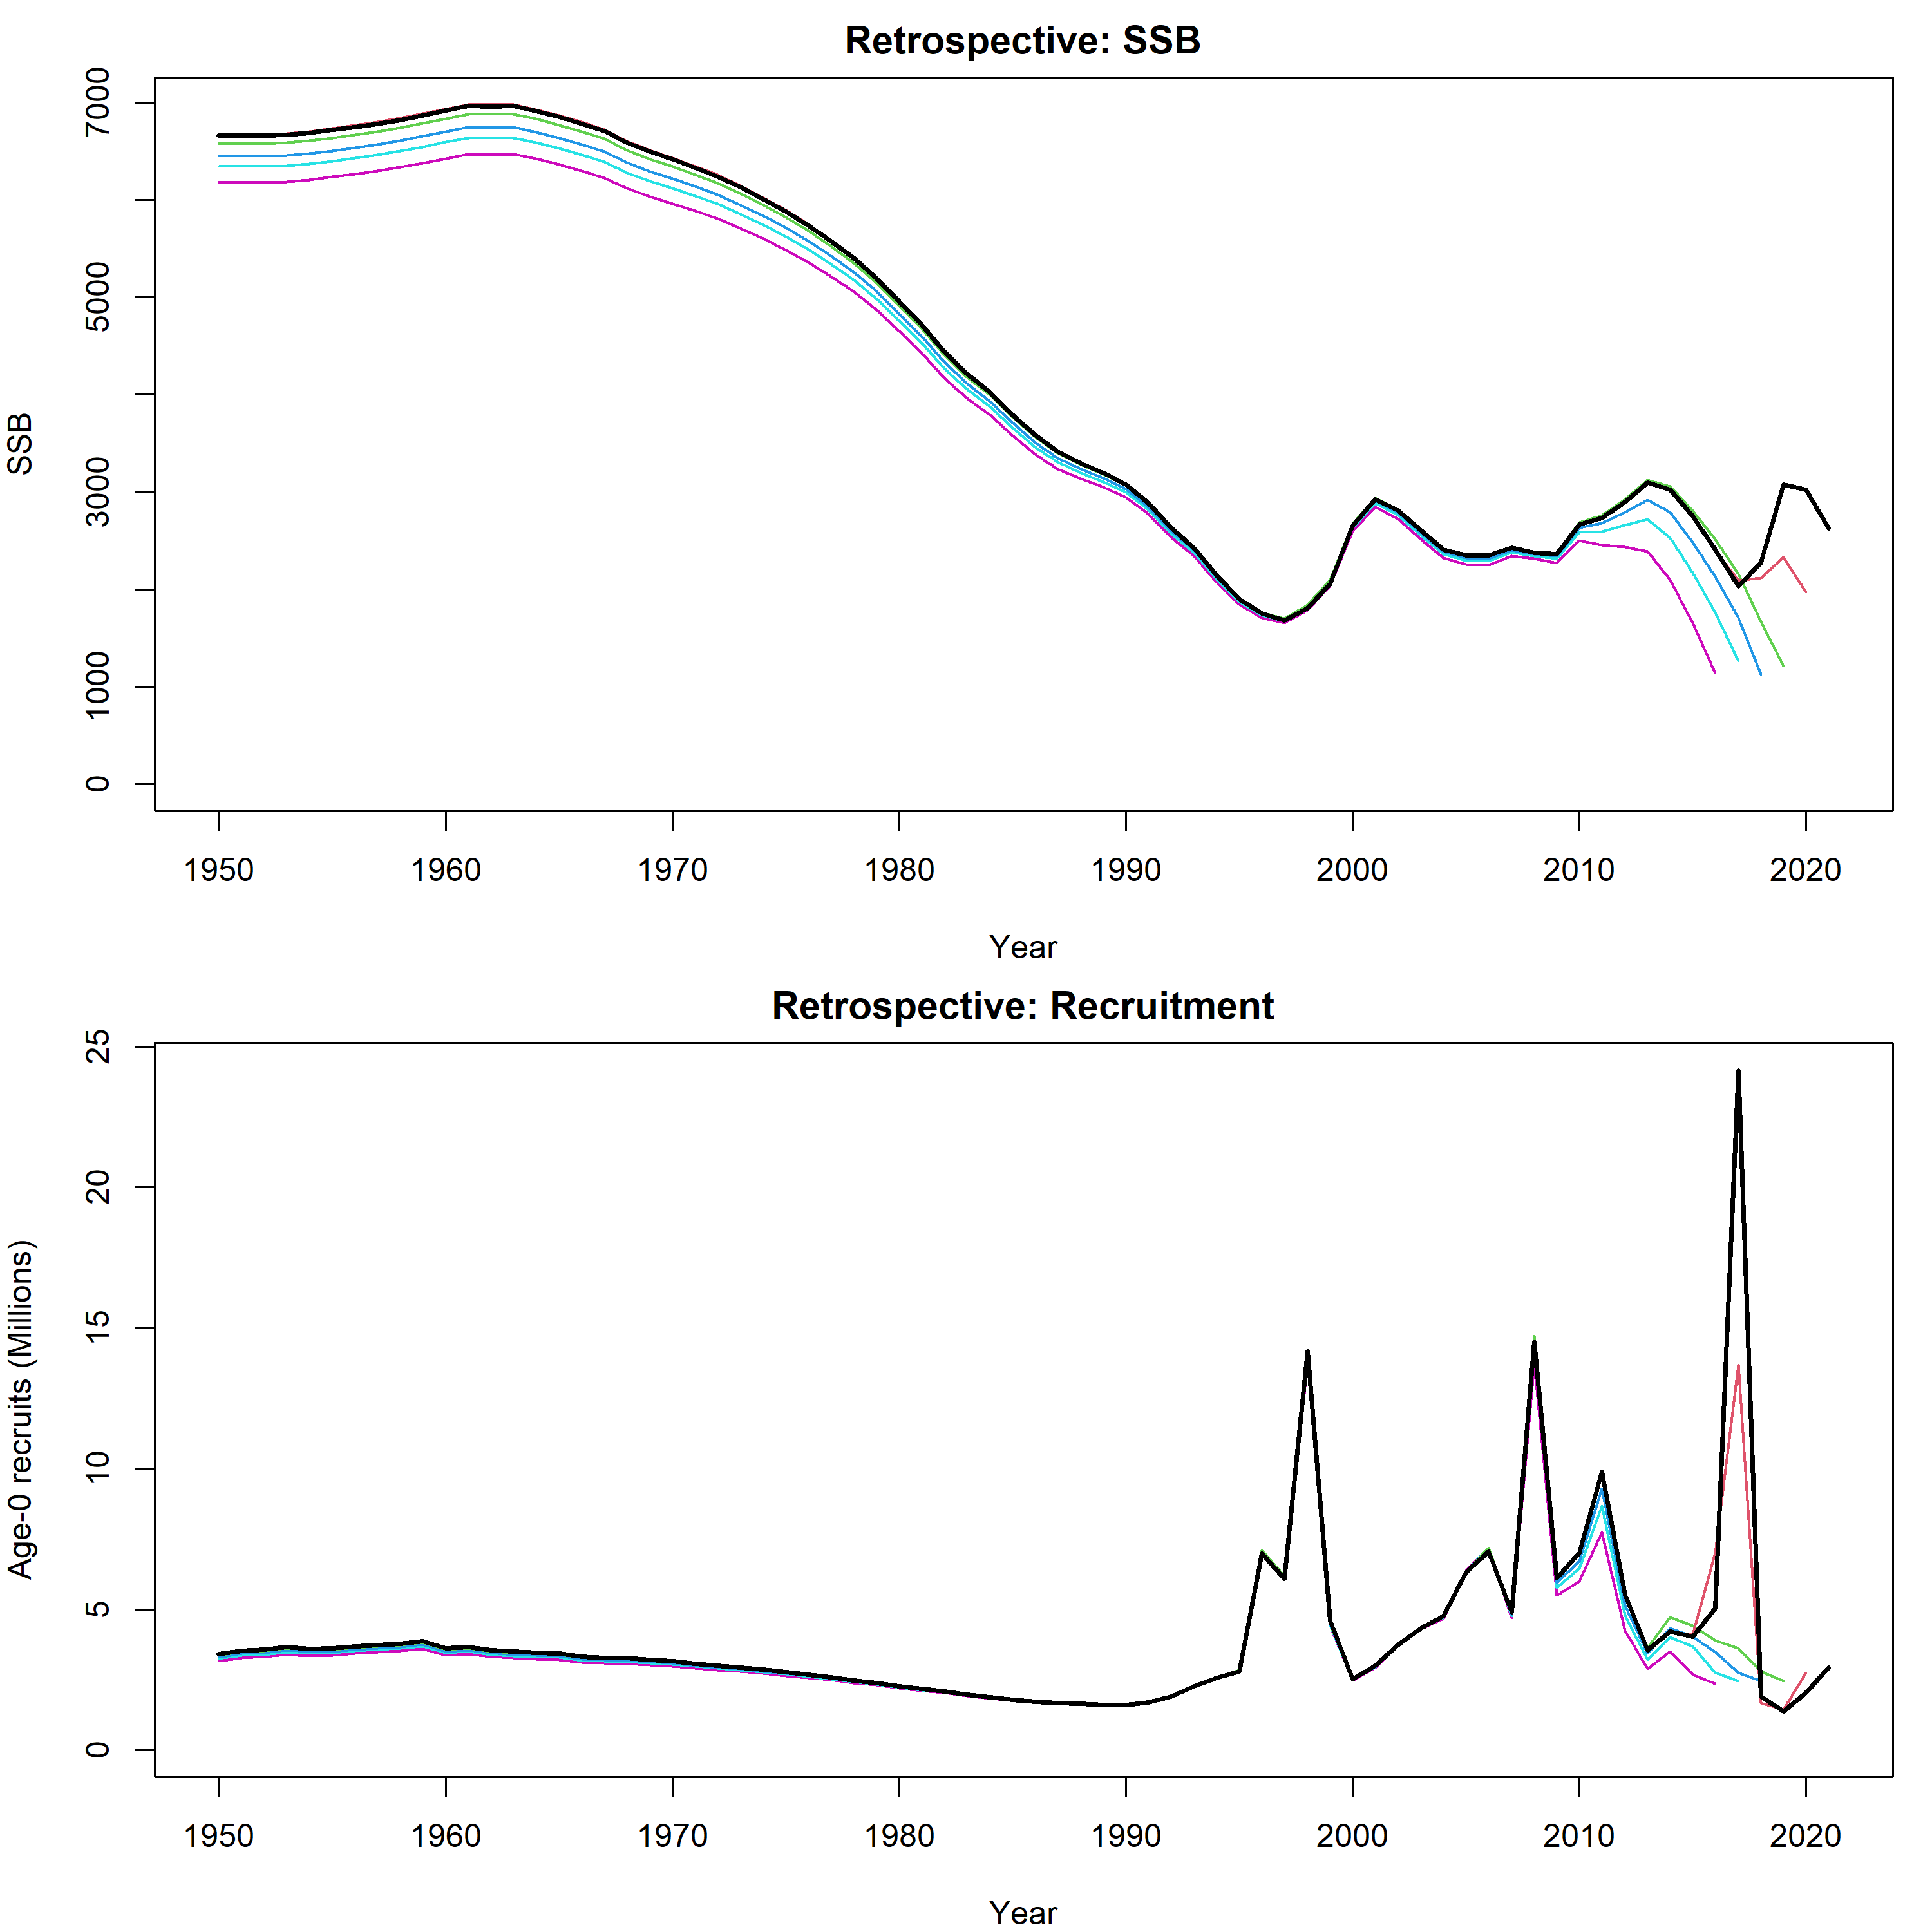 Retrospective: SSB
SSB
7000
5000
3000
1000
0
1950 1960 1970 1980 1990 2000 2010 2020
Year
Retrospective: Recruitment
Age-0 recruits (Millions)
25
20
15
10
5
0
1950 1960 1970 1980 1990 2000 2010 2020
Year